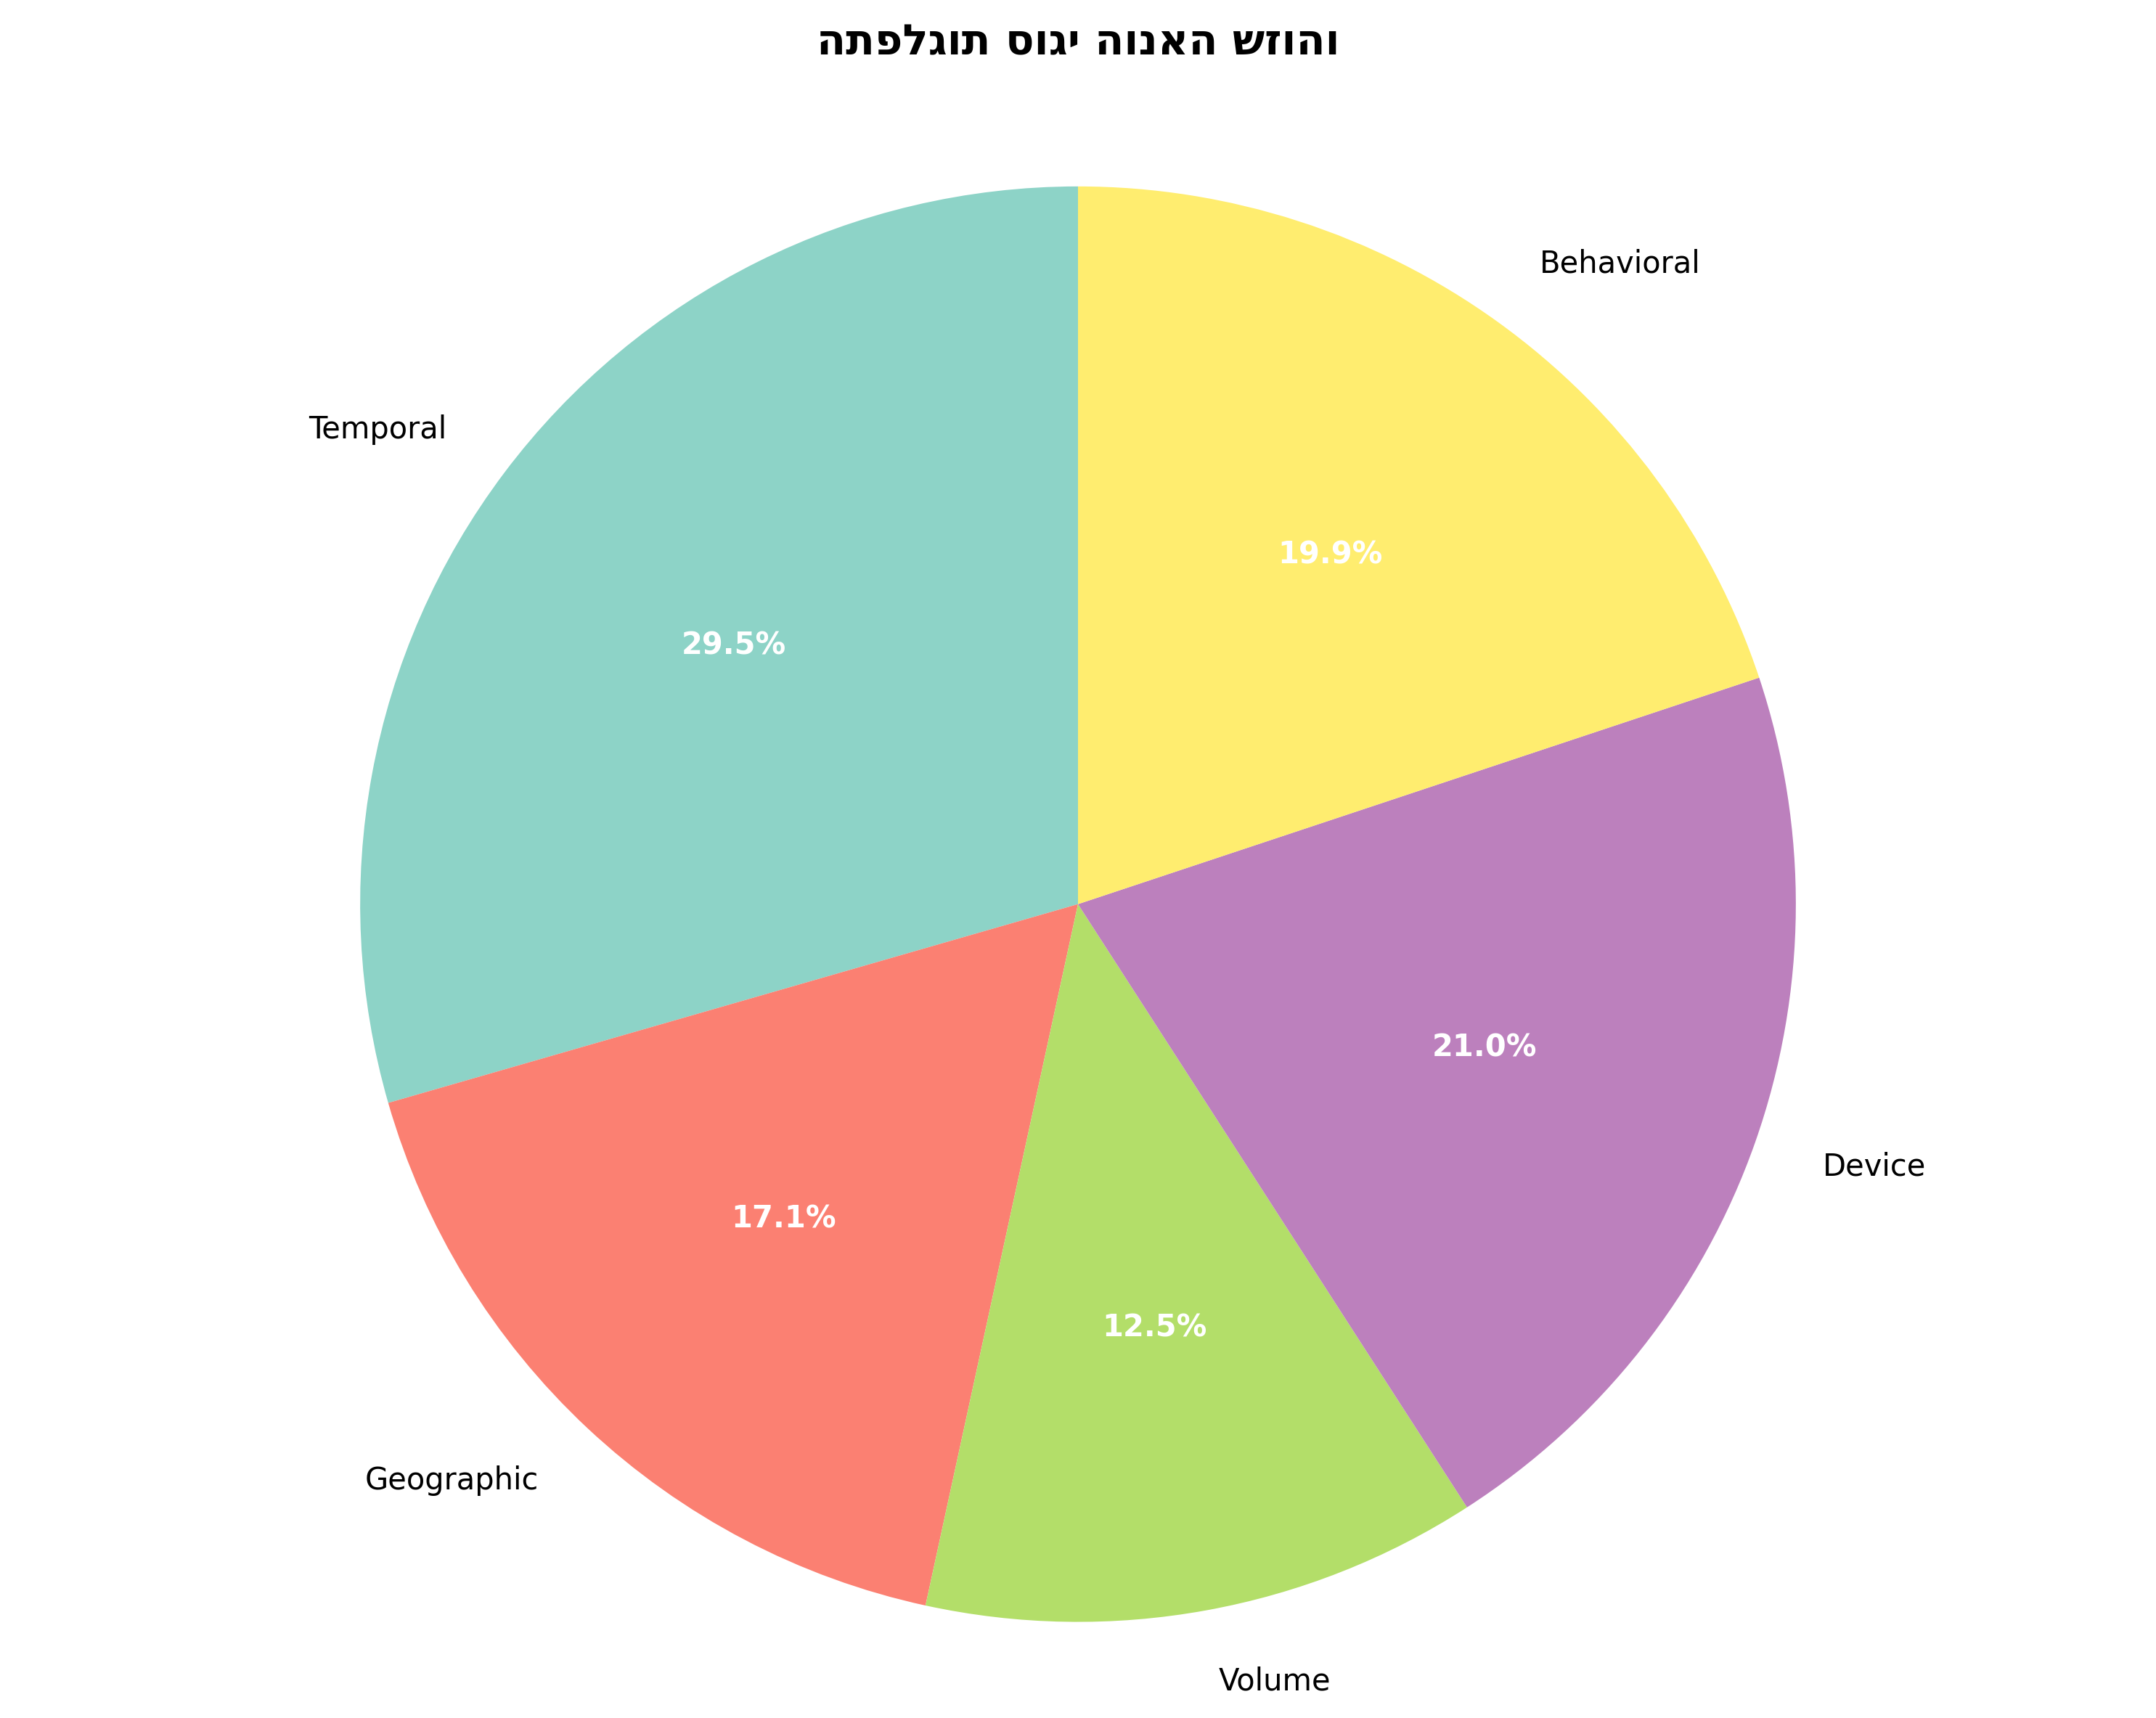 התפלגות סוגי הונאה שזוהו
Behavioral
Temporal
19.9%
29.5%
21.0%
Device
17.1%
12.5%
Geographic
Volume